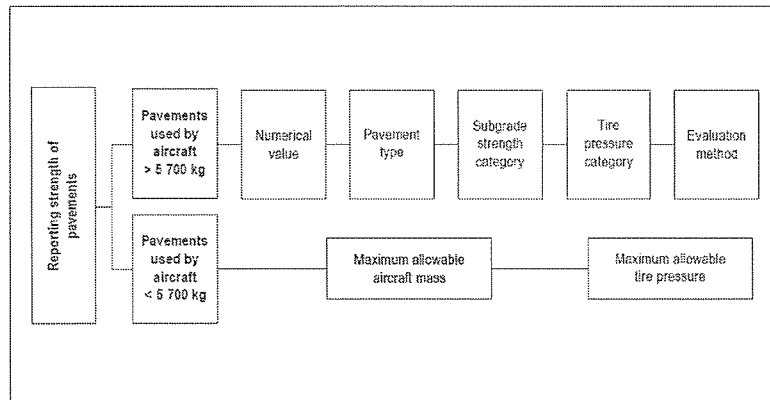 Reporting strength of
pavements
Pavements
used by
aircraft
> 5 700 kg
Numerical
value
Pavement
type
Subgrade
strength
category
Tire
pressure
category
Evaluation
method
Pavements
used by
aircraft
< 5 700 kg
Maximum allowable
aircraft mass
Maximum allowable
tire pressure